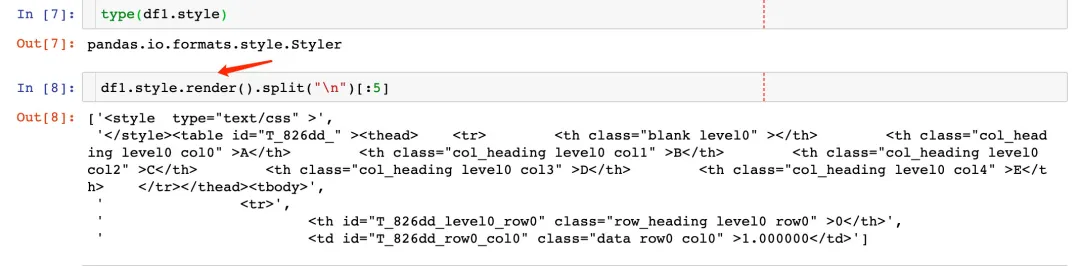 In [7]: type(df1.style)
Out[7]: pandas.io.formats.style.Styler
In [8]: df1.style.render().split("\n")[:5]
Out[8]: ['<style  type="text/css" >',
 '</style><table id="T_826dd_" ><thead>    <tr>        <th class="blank level0" ></th>        <th class="col_head
ing level0 col0" >A</th>        <th class="col_heading level0 col1" >B</th>        <th class="col_heading level0
col2" >C</th>        <th class="col_heading level0 col3" >D</th>        <th class="col_heading level0 col4" >E</t
h>    </tr></thead><tbody>',
 '                <tr>',
 '                        <th id="T_826dd_level0_row0" class="row_heading level0 row0" >0</th>',
 '                        <td id="T_826dd_row0_col0" class="data row0 col0" >1.000000</td>']